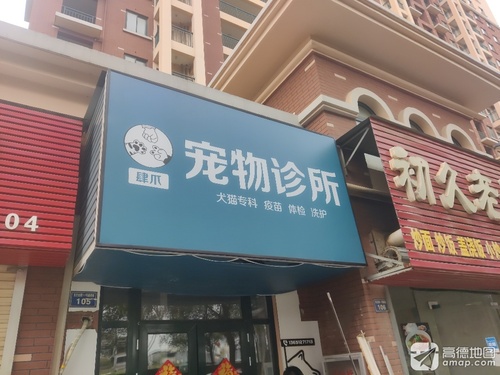 宠物诊所
肆爪
犬猫专科 疫苗 体检 洗护
初久老
04
105
高德地图
amap.com